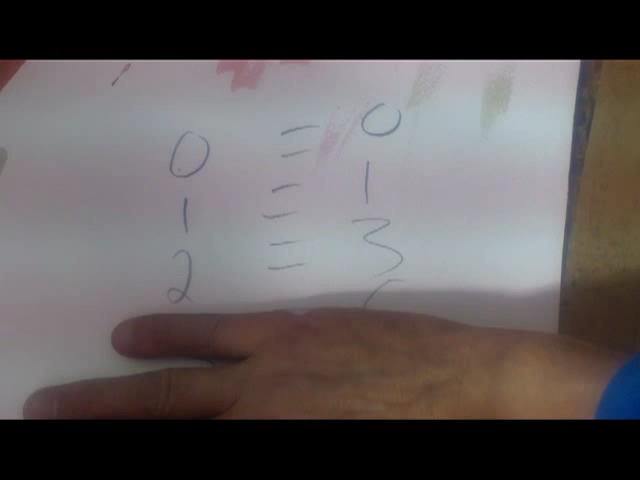 0 = 0
1 = 1
2 = 3